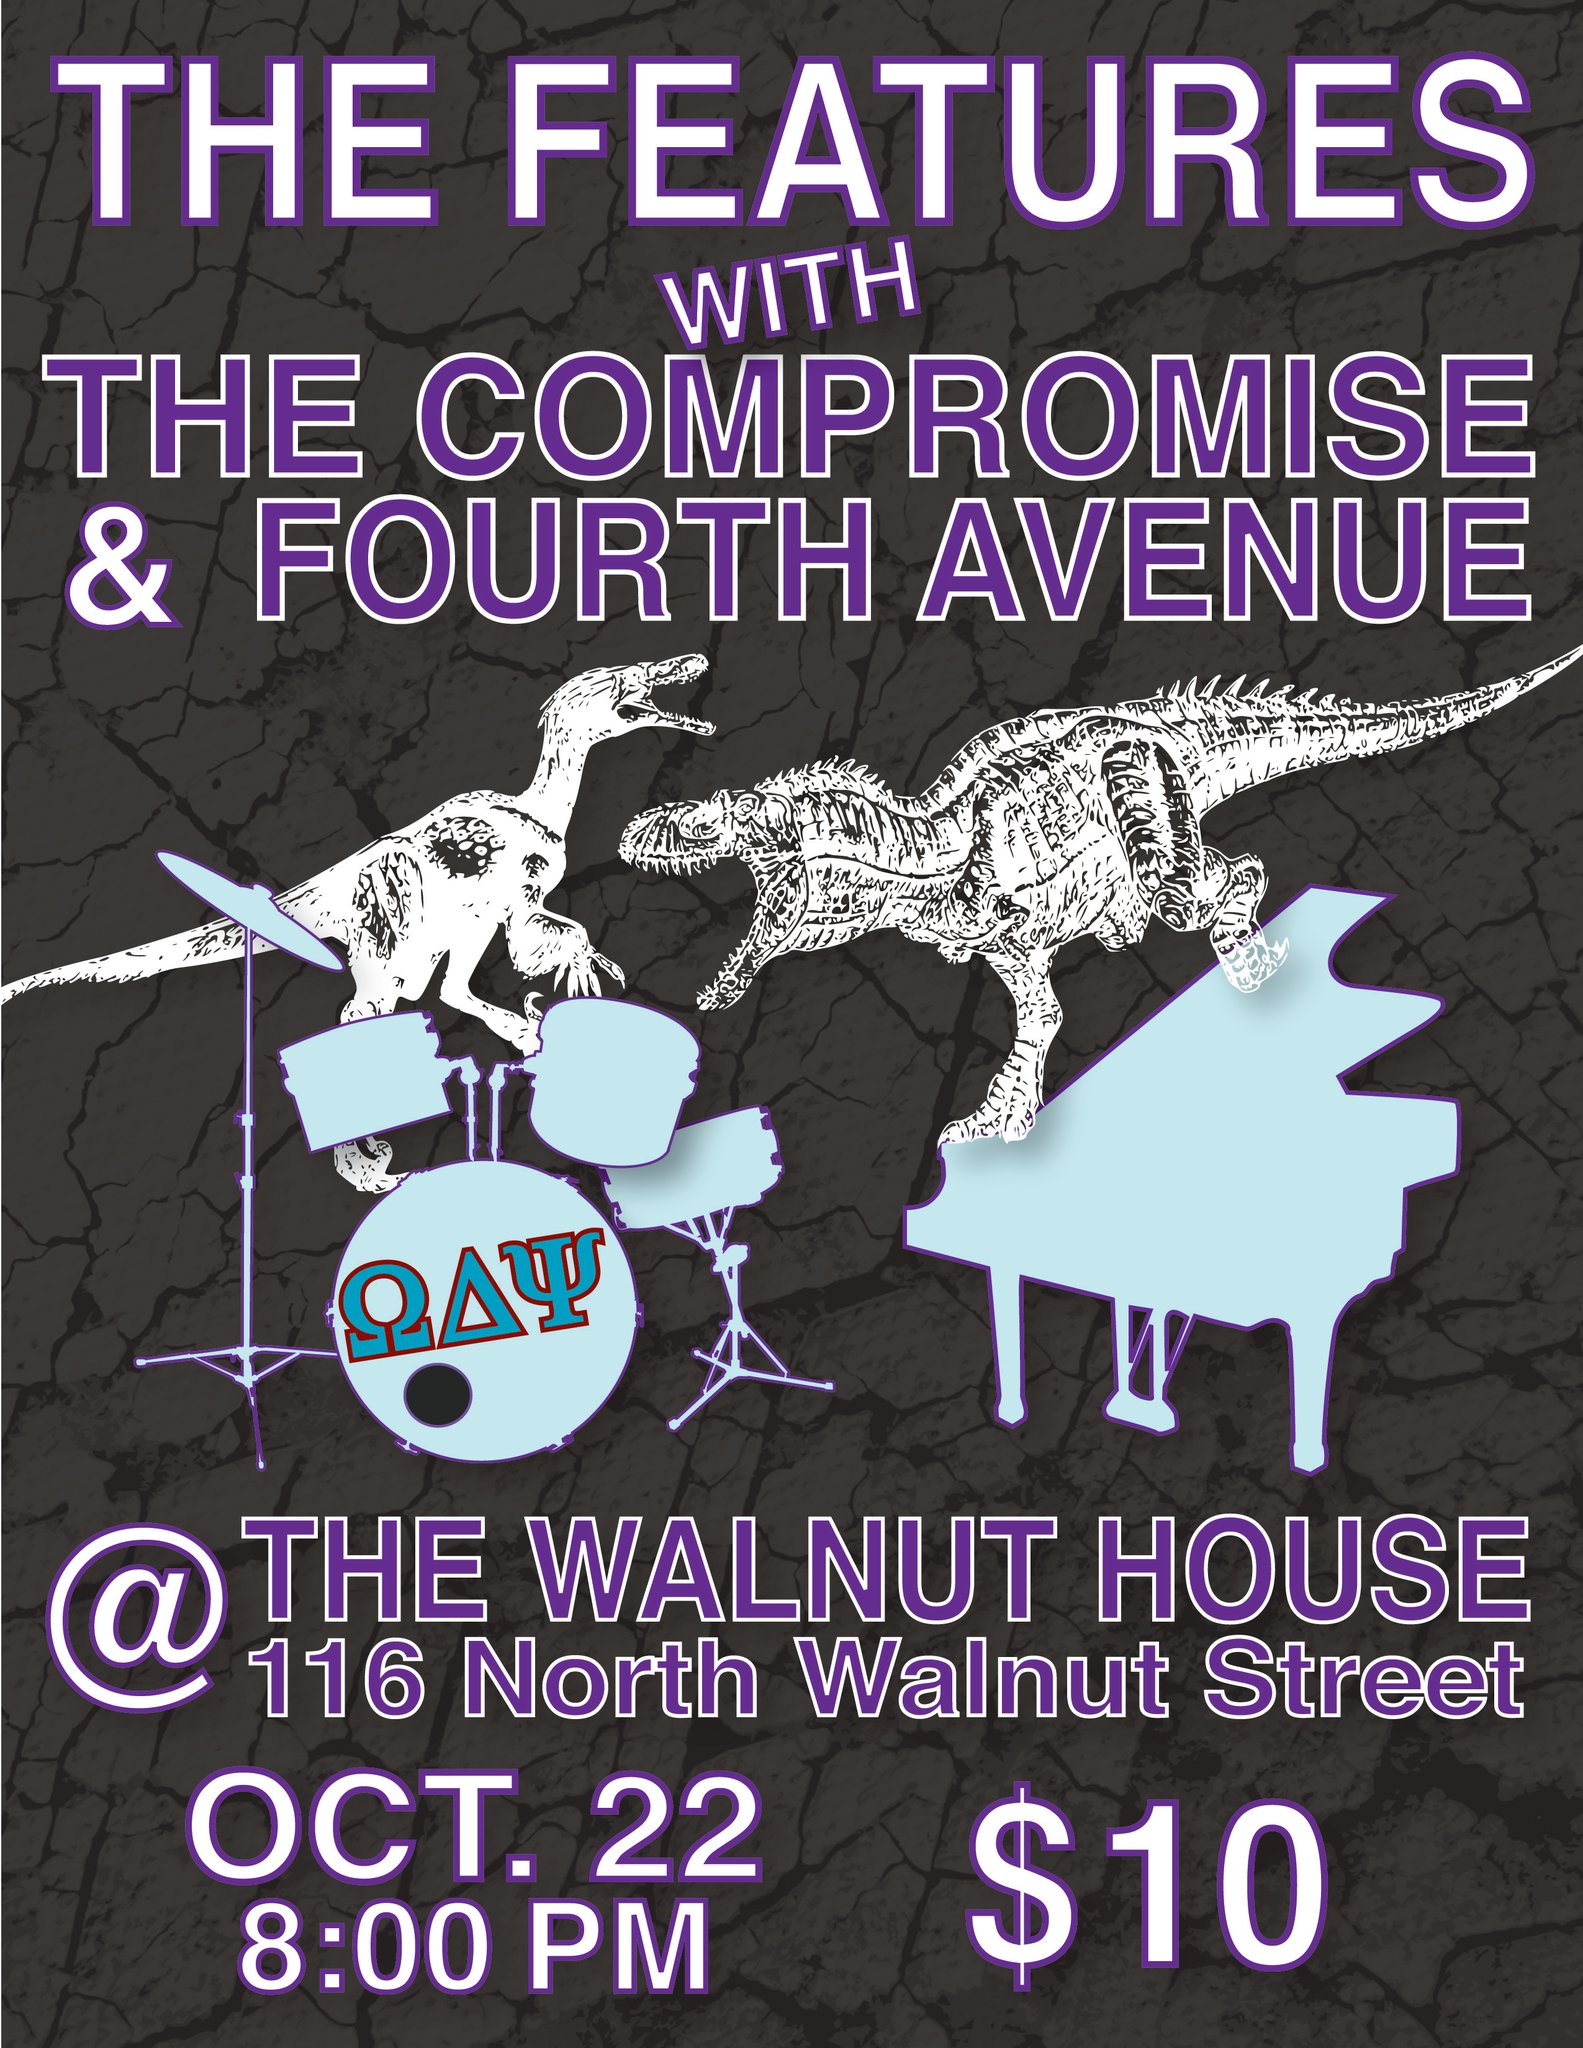 THE FEATURES
WITH
THE COMPROMISE
& FOURTH AVENUE
ΩΔΨ
@ THE WALNUT HOUSE
116 North Walnut Street
OCT. 22
8:00 PM
$10